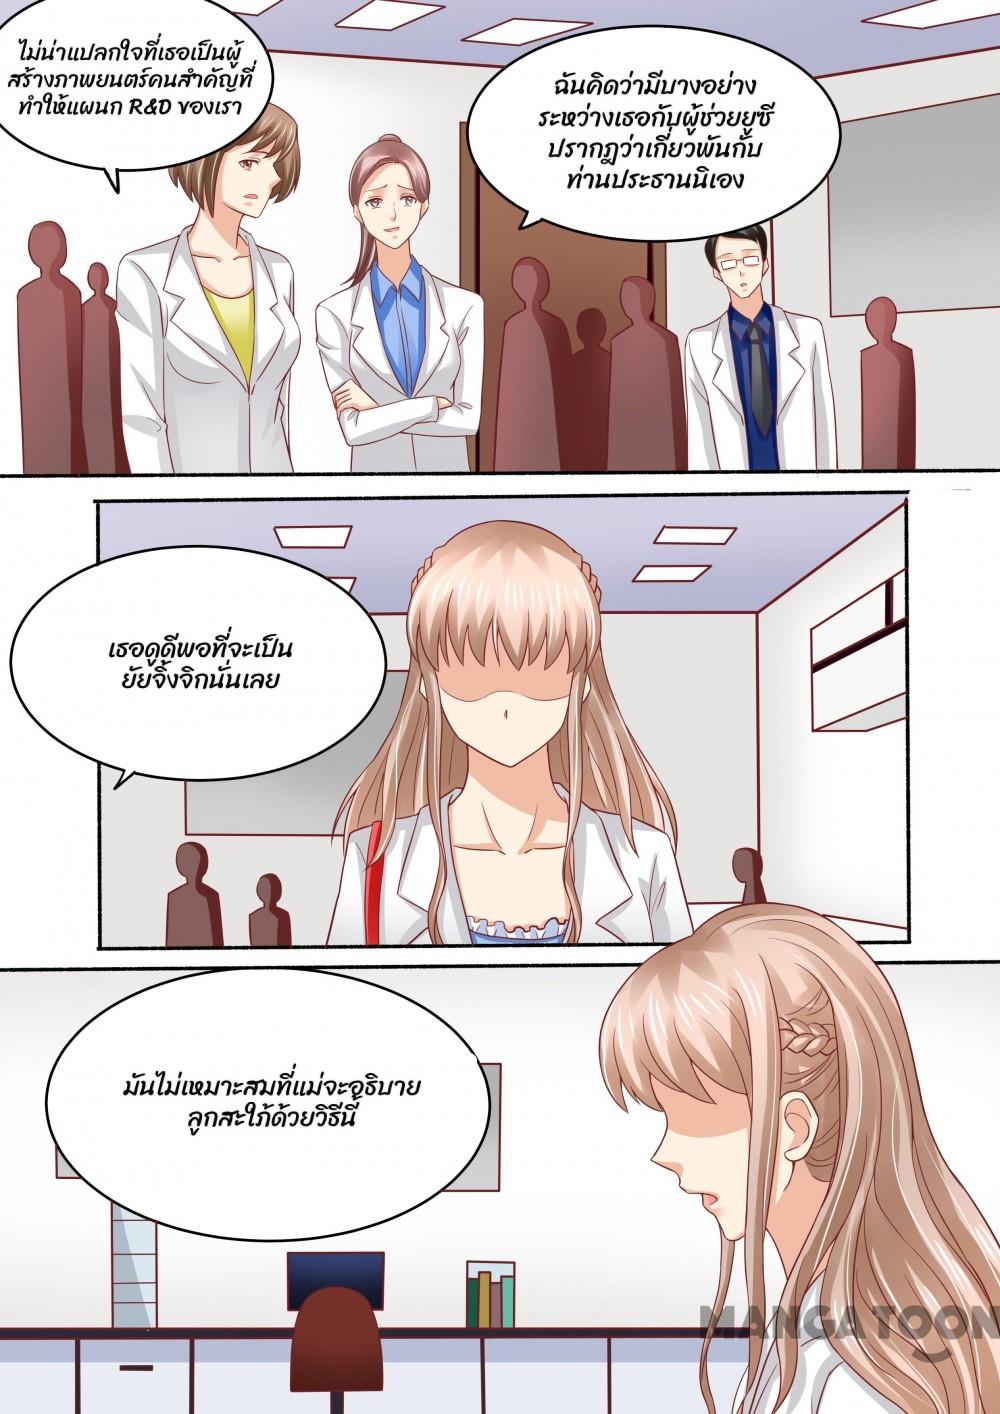 ไม่น่าแปลกใจที่เธอเป็นผู้
สร้างภาพยนตร์คนสำคัญที่
ทำให้แผนก R&D ของเรา
ฉันคิดว่ามีบางอย่าง
ระหว่างเธอกับผู้ช่วยยูซี
ปรากฎว่าเกี่ยวพันกับ
ท่านประธานนิเอง
เธอดูดีพอที่จะเป็น
ยัยจิ้งจิกนั่นเลย
มันไม่เหมาะสมที่แม่จะอธิบาย
ลูกสะใภ้ด้วยวิธีนี้
MANGATOON